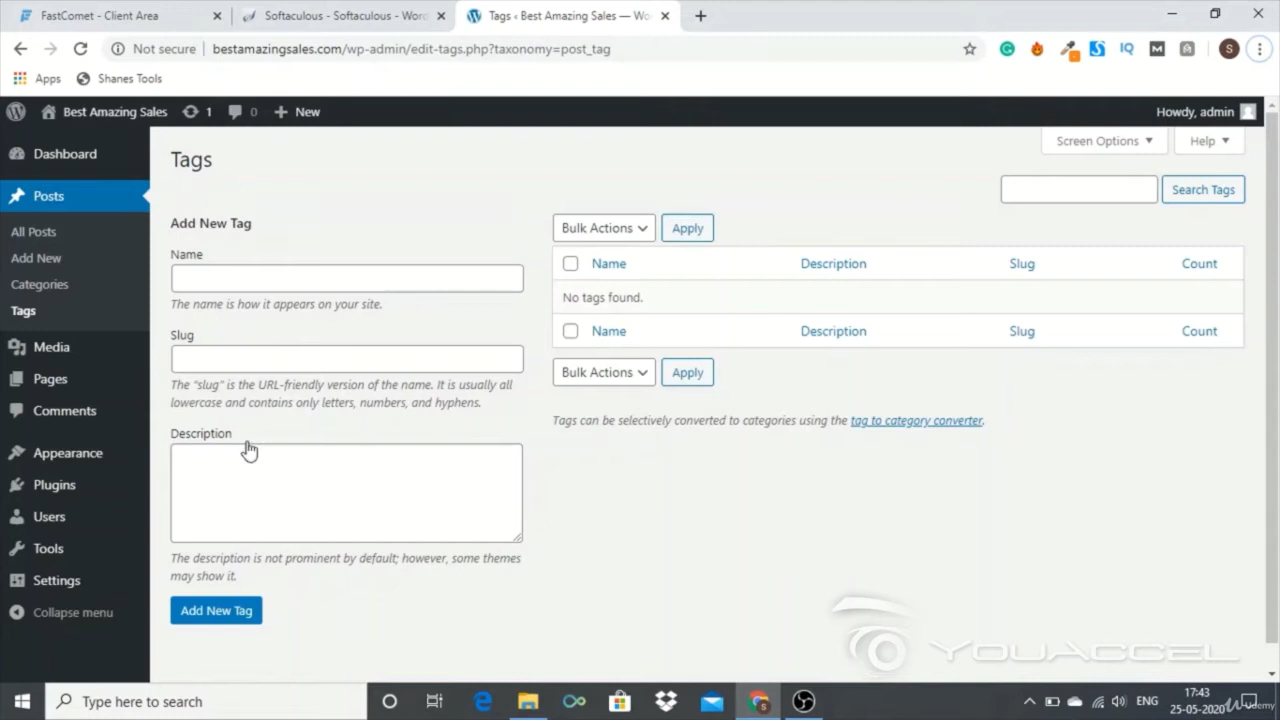 FastComet - Client Area
Softaculous - Softaculous - Wor
Tags ‹ Best Amazing Sales — Wo
Not secure
bestamazingsales.com/wp-admin/edit-tags.php?taxonomy=post_tag
IQ
M
S
Apps
Shanes Tools
Best Amazing Sales
1
0
New
Howdy, admin
Dashboard
Posts
All Posts
Add New
Categories
Tags
Media
Pages
Comments
Appearance
Plugins
Users
Tools
Settings
Collapse menu
Tags
Screen Options
Help
Search Tags
Add New Tag
Name
The name is how it appears on your site.
Slug
The "slug" is the URL-friendly version of the name. It is usually all
lowercase and contains only letters, numbers, and hyphens.
Description
The description is not prominent by default; however, some themes
may show it.
Add New Tag
Bulk Actions
Apply
Name
Description
Slug
Count
No tags found.
Name
Description
Slug
Count
Bulk Actions
Apply
Tags can be selectively converted to categories using the tag to category converter.
YOUACCEL
Type here to search
ENG
17:43
25-05-2020
Udemy